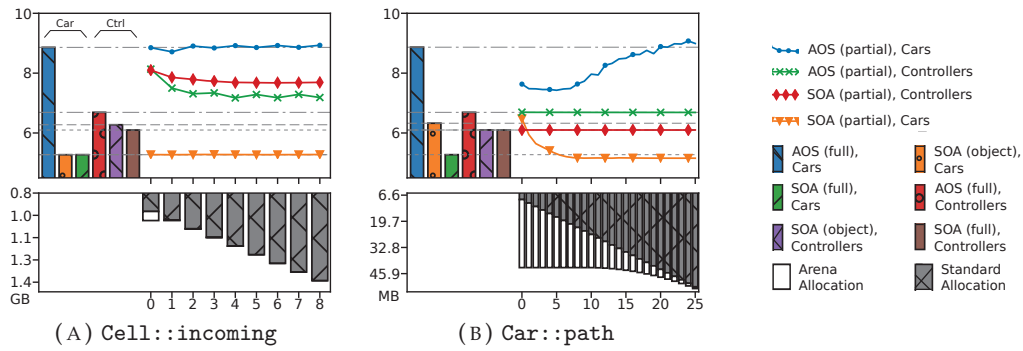 10
8
6
Car
Ctrl
0.8
1.0
1.1
1.3
1.4
GB
0 1 2 3 4 5 6 7 8
(A) Cell::incoming
10
8
6
6.6
19.7
32.8
45.9
MB
0 5 10 15 20 25
(B) Car::path
AOS (partial), Cars
AOS (partial), Controllers
SOA (partial), Controllers
SOA (partial), Cars
AOS (full),
Cars
SOA (object),
Cars
SOA (full),
Cars
AOS (full),
Controllers
SOA (object),
Controllers
SOA (full),
Controllers
Arena
Allocation
Standard
Allocation